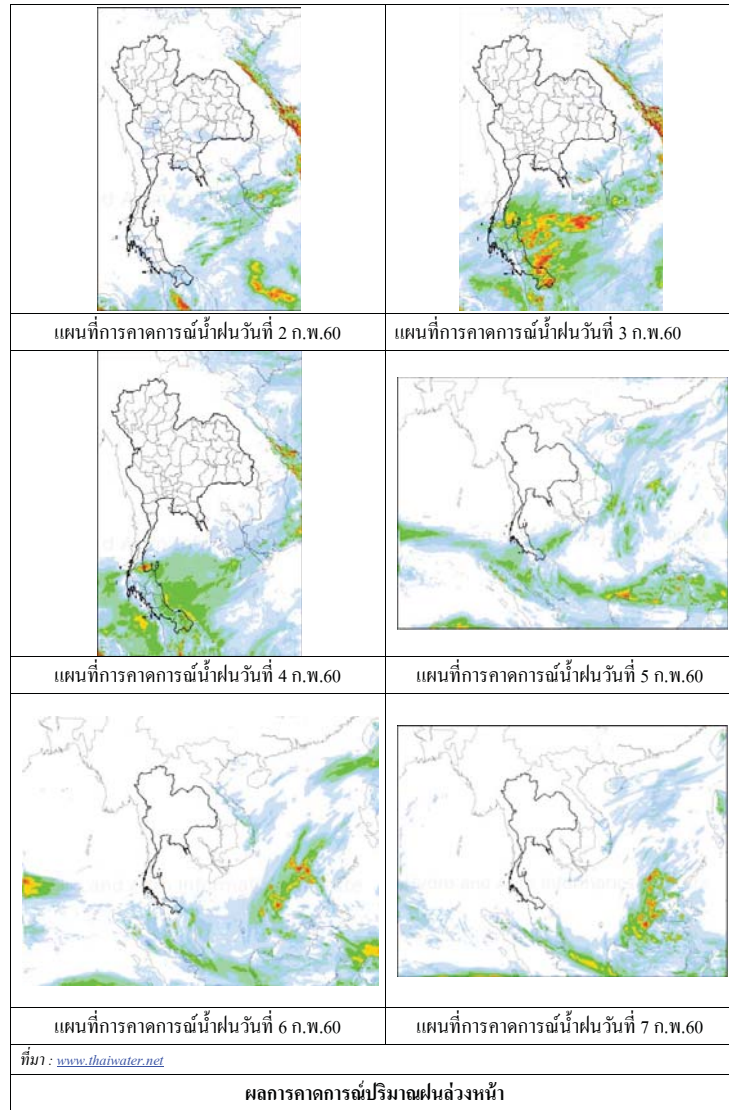 แผนที่การคาดการณ์น้ำฝนวันที่ 2 ก.พ.60
แผนที่การคาดการณ์น้ำฝนวันที่ 3 ก.พ.60
แผนที่การคาดการณ์น้ำฝนวันที่ 4 ก.พ.60
แผนที่การคาดการณ์น้ำฝนวันที่ 5 ก.พ.60
แผนที่การคาดการณ์น้ำฝนวันที่ 6 ก.พ.60
แผนที่การคาดการณ์น้ำฝนวันที่ 7 ก.พ.60
ที่มา : www.thaiwater.net
ผลการคาดการณ์ปริมาณฝนล่วงหน้า